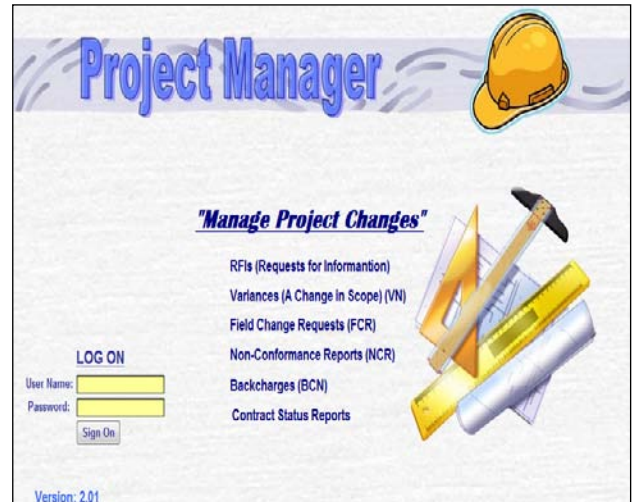 Project Manager
"Manage Project Changes"
RFIs (Requests for Informantion)
Variances (A Change in Scope) (VN)
Field Change Requests (FCR)
Non-Conformance Reports (NCR)
Backcharges (BCN)
Contract Status Reports
LOG ON
User Name:
Password:
Sign On
Version: 2.01